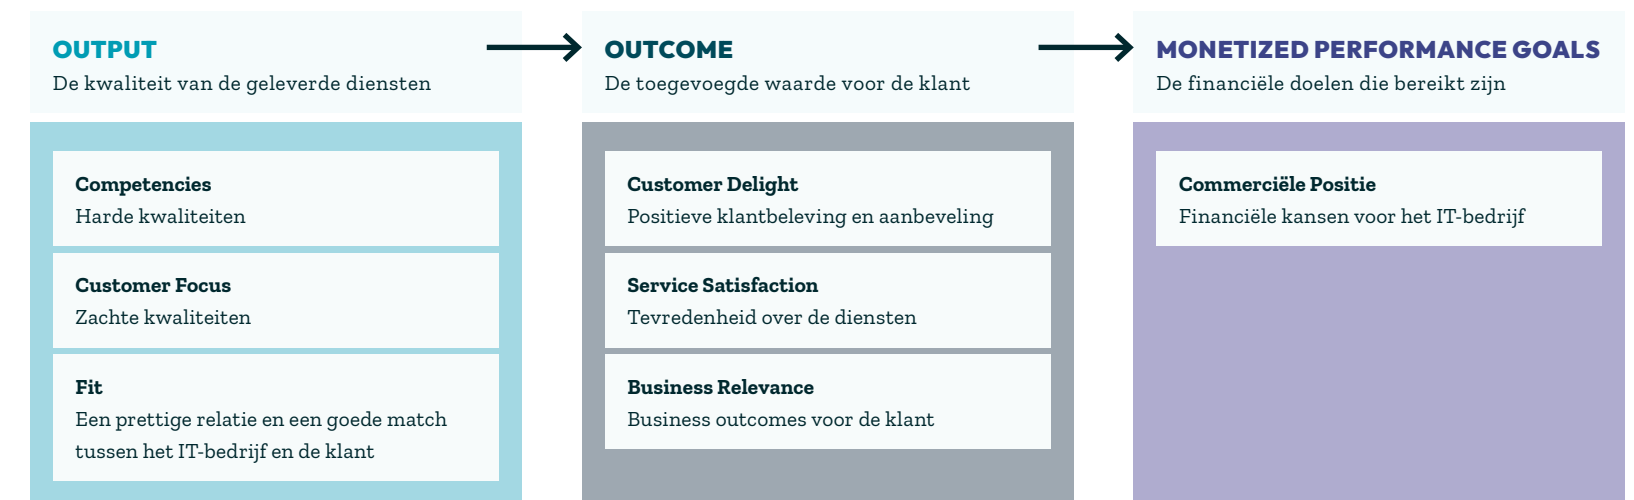 OUTPUT
De kwaliteit van de geleverde diensten
Competencies
Harde kwaliteiten
Customer Focus
Zachte kwaliteiten
Fit
Een prettige relatie en een goede match
tussen het IT-bedrijf en de klant
OUTCOME
De toegevoegde waarde voor de klant
Customer Delight
Positieve klantbeleving en aanbeveling
Service Satisfaction
Tevredenheid over de diensten
Business Relevance
Business outcomes voor de klant
MONETIZED PERFORMANCE GOALS
De financiële doelen die bereikt zijn
Commerciële Positie
Financiële kansen voor het IT-bedrijf